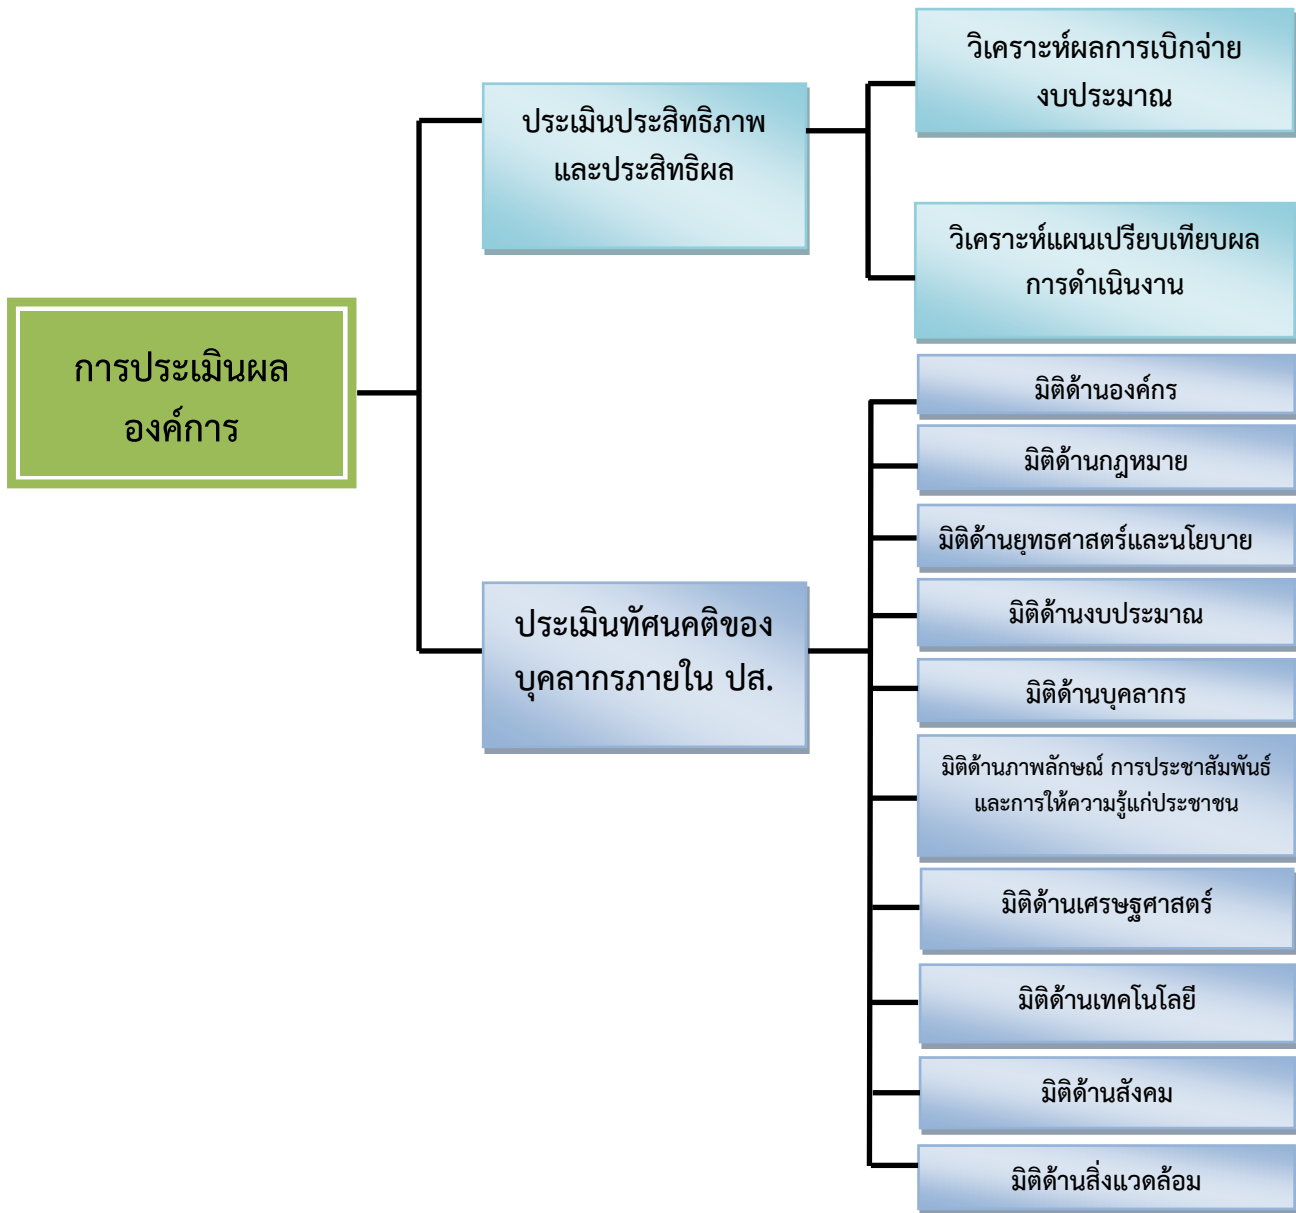 การประเมินผล
องค์การ
ประเมินประสิทธิภาพ
และประสิทธิผล
วิเคราะห์ผลการเบิกจ่าย
งบประมาณ
วิเคราะห์แผนเปรียบเทียบผล
การดำเนินงาน
ประเมินทัศนคติของ
บุคลากรภายใน ปส.
มิติด้านองค์กร
มิติด้านกฎหมาย
มิติด้านยุทธศาสตร์และนโยบาย
มิติด้านงบประมาณ
มิติด้านบุคลากร
มิติด้านภาพลักษณ์ การประชาสัมพันธ์
และการให้ความรู้แก่ประชาชน
มิติด้านเศรษฐศาสตร์
มิติด้านเทคโนโลยี
มิติด้านสังคม
มิติด้านสิ่งแวดล้อม